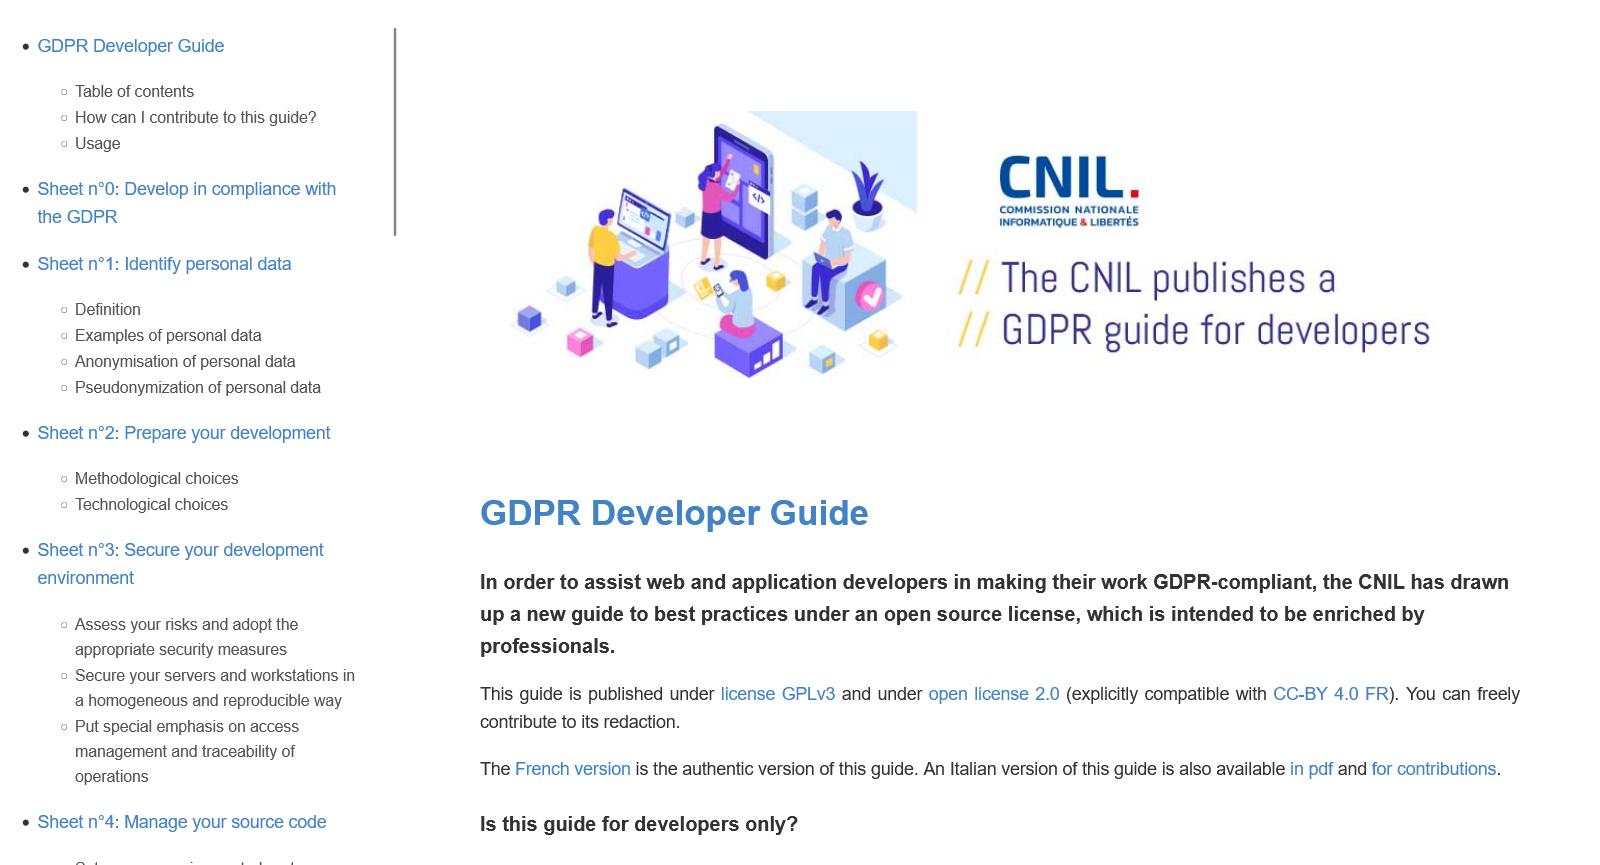 GDPR Developer Guide
Table of contents
How can I contribute to this guide?
Usage
Sheet n°0: Develop in compliance with
the GDPR
Sheet n°1: Identify personal data
Definition
Examples of personal data
Anonymisation of personal data
Pseudonymization of personal data
Sheet n°2: Prepare your development
Methodological choices
Technological choices
Sheet n°3: Secure your development
environment
Assess your risks and adopt the
appropriate security measures
Secure your servers and workstations in
a homogeneous and reproducible way
Put special emphasis on access
management and traceability of
operations
Sheet n°4: Manage your source code
</>
CNIL.
COMMISSION NATIONALE
INFORMATIQUE & LIBERTÉS
// The CNIL publishes a
// GDPR guide for developers
GDPR Developer Guide
In order to assist web and application developers in making their work GDPR-compliant, the CNIL has drawn
up a new guide to best practices under an open source license, which is intended to be enriched by
professionals.
This guide is published under license GPLv3 and under open license 2.0 (explicitly compatible with CC-BY 4.0 FR). You can freely
contribute to its redaction.
The French version is the authentic version of this guide. An Italian version of this guide is also available in pdf and for contributions.
Is this guide for developers only?